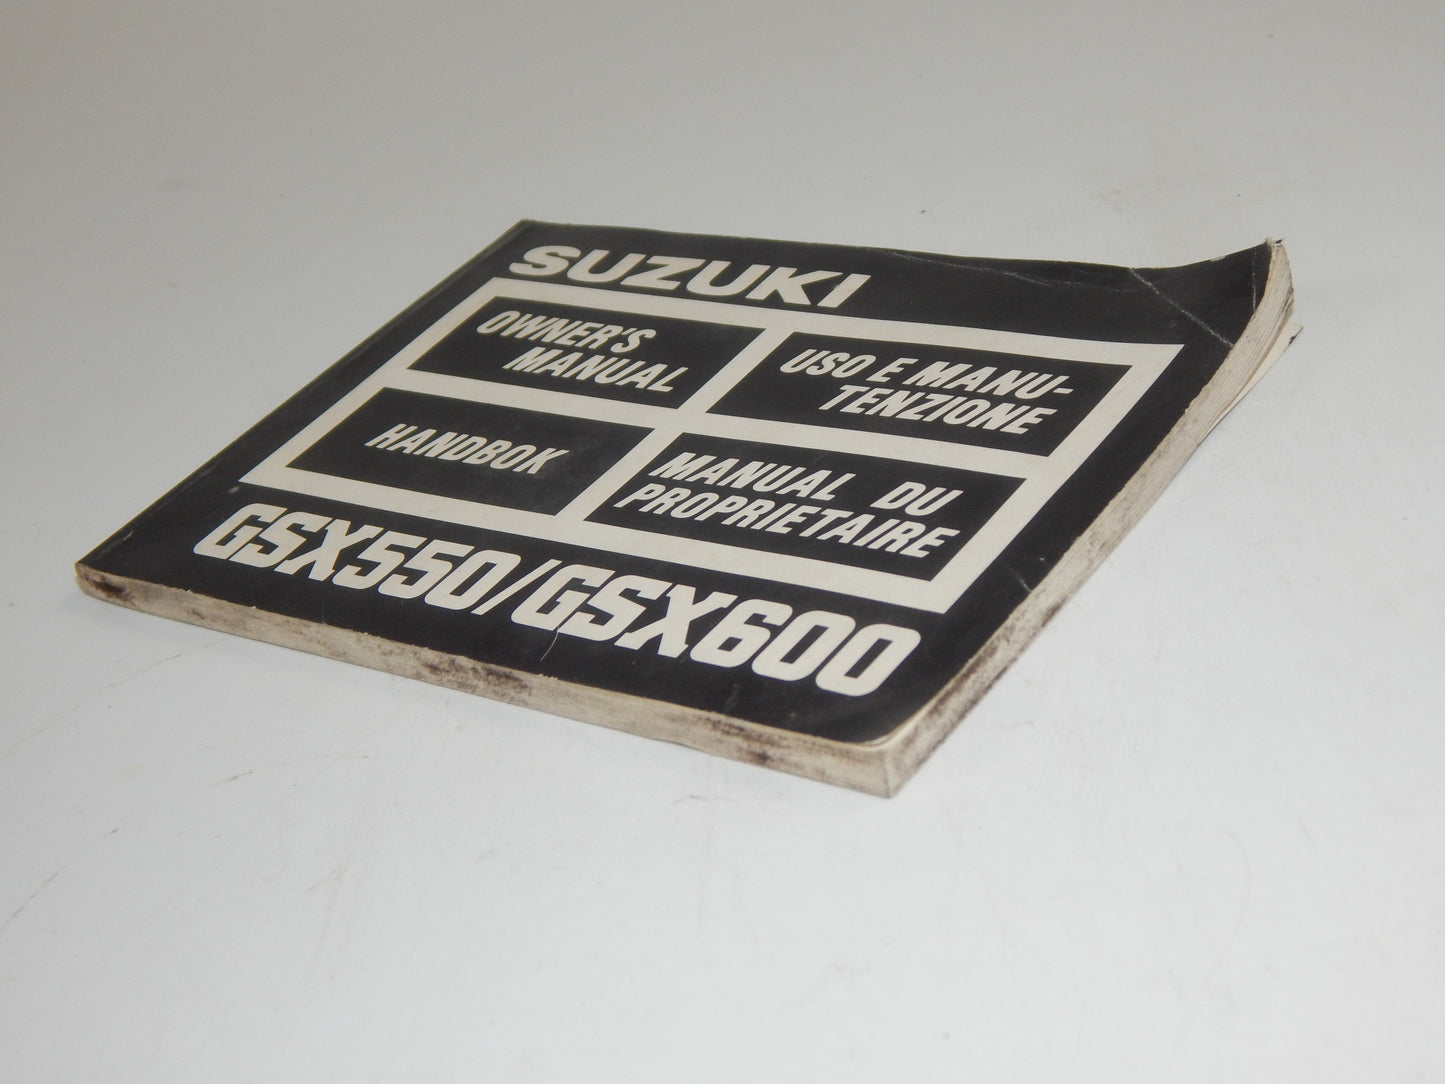 SUZUKI
OWNER'S
MANUAL
USO E MANU-
TENZIONE
HANDBOK
MANUAL DU
PROPRIETAIRE
GSX550/GSX600